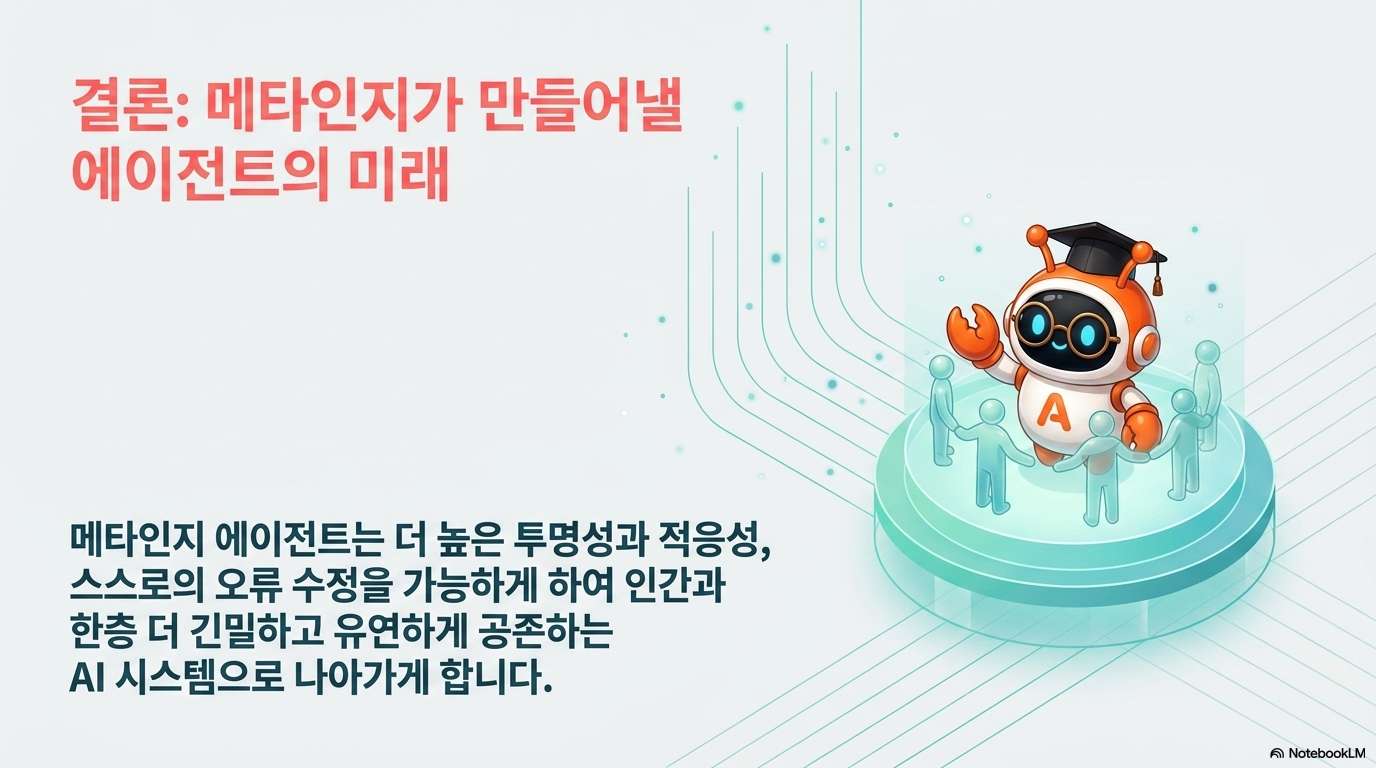 결론: 메타인지가 만들어낼
에이전트의 미래
A
메타인지 에이전트는 더 높은 투명성과 적응성,
스스로의 오류 수정을 가능하게 하여 인간과
한층 더 긴밀하고 유연하게 공존하는
AI 시스템으로 나아가게 합니다.
NotebookLM